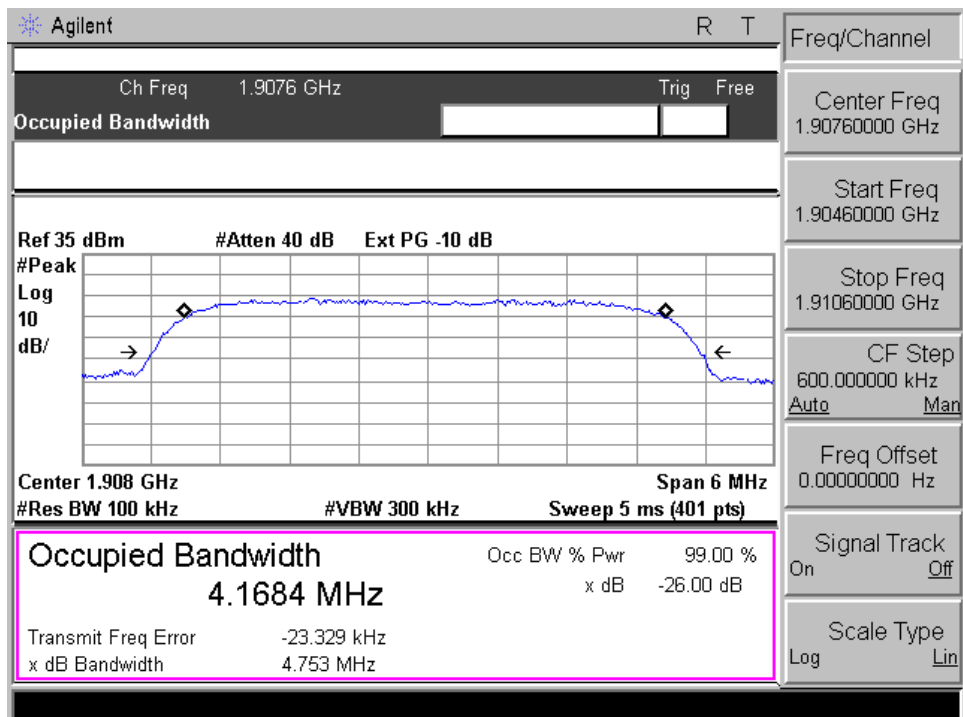 Agilent R T
Ch Freq 1.9076 GHz Trig Free
Occupied Bandwidth
Ref 35 dBm #Atten 40 dB Ext PG -10 dB
#Peak
Log
10
dB/
Center 1.908 GHz Span 6 MHz
#Res BW 100 kHz #VBW 300 kHz Sweep 5 ms (401 pts)
Occupied Bandwidth Occ BW % Pwr 99.00 %
4.1684 MHz x dB -26.00 dB
Transmit Freq Error -23.329 kHz
x dB Bandwidth 4.753 MHz
Freq/Channel
Center Freq
1.90760000 GHz
Start Freq
1.90460000 GHz
Stop Freq
1.91060000 GHz
CF Step
600.000000 kHz
Auto Man
Freq Offset
0.00000000 Hz
Signal Track
On Off
Scale Type
Log Lin